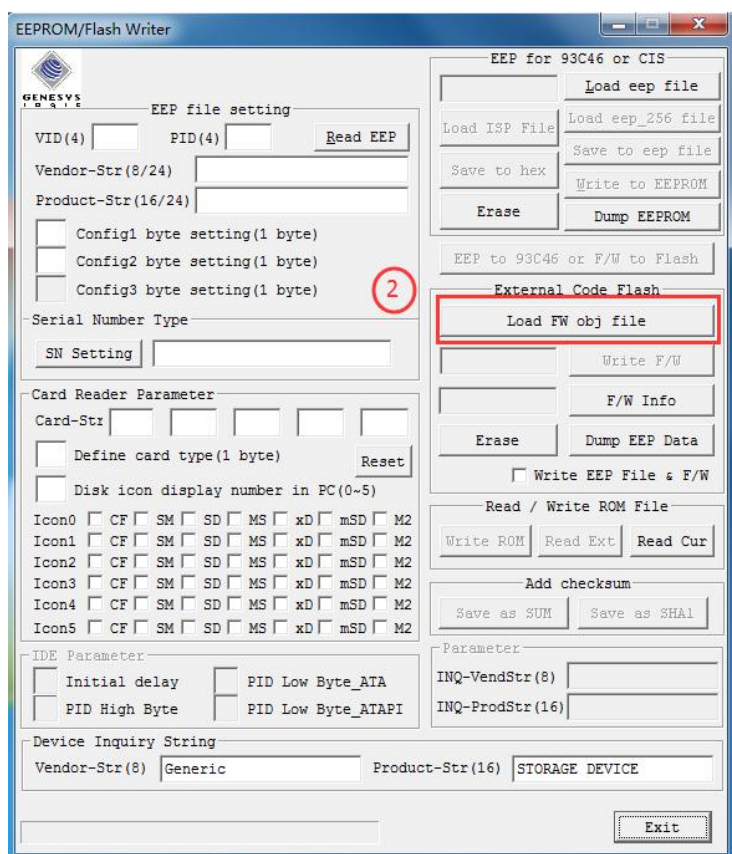 EEPROM/Flash Writer
GENESYS
LOGIC
EEP file setting
VID(4) PID(4) Read EEP
Vendor-Str(8/24)
Product-Str(16/24)
Config1 byte setting(1 byte)
Config2 byte setting(1 byte)
Config3 byte setting(1 byte)
Serial Number Type
SN Setting
Card Reader Parameter
Card-Str
Define card type(1 byte)
Reset
Disk icon display number in PC(0~5)
Icon0 CF SM SD MS xD mSD M2
Icon1 CF SM SD MS xD mSD M2
Icon2 CF SM SD MS xD mSD M2
Icon3 CF SM SD MS xD mSD M2
Icon4 CF SM SD MS xD mSD M2
Icon5 CF SM SD MS xD mSD M2
IDE Parameter
Initial delay PID Low Byte_ATA
PID High Byte PID Low Byte_ATAPI
EEP for 93C46 or CIS
Load eep file
Load ISP File Load eep_256 file
Save to eep file
Save to hex
Write to EEPROM
Erase Dump EEPROM
EEP to 93C46 or F/W to Flash
2
External Code Flash
Load FW obj file
Write F/W
F/W Info
Erase Dump EEP Data
Write EEP File & F/W
Read / Write ROM File
Write ROM Read Ext Read Cur
Add checksum
Save as SUM Save as SHA1
Parameter
INQ-VendStr(8)
INQ-ProdStr(16)
Device Inquiry String
Vendor-Str(8) Generic Product-Str(16) STORAGE DEVICE
Exit